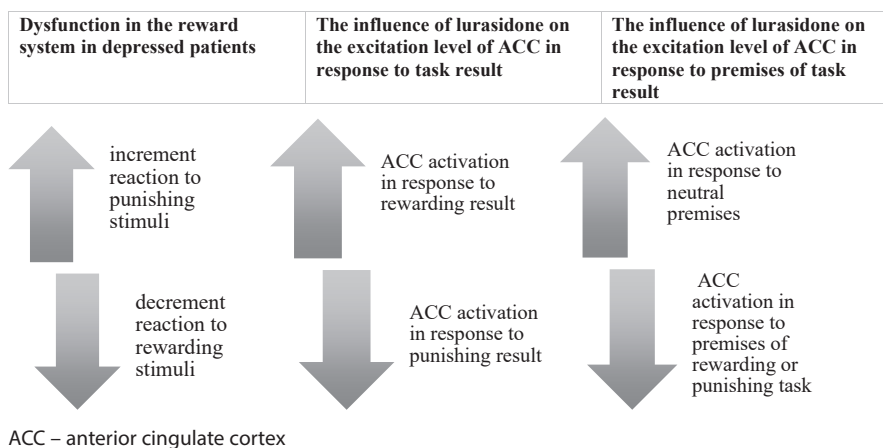 Dysfunction in the reward
system in depressed patients
The influence of lurasidone on
the excitation level of ACC in
response to task result
The influence of lurasidone on
the excitation level of ACC in
response to premises of task
result
increment
reaction to
punishing
stimuli
ACC activation
in response to
rewarding result
ACC activation
in response to
neutral
premises
decrement
reaction to
rewarding
stimuli
ACC activation
in response to
punishing result
ACC
activation in
response to
premises of
rewarding or
punishing task
ACC – anterior cingulate cortex